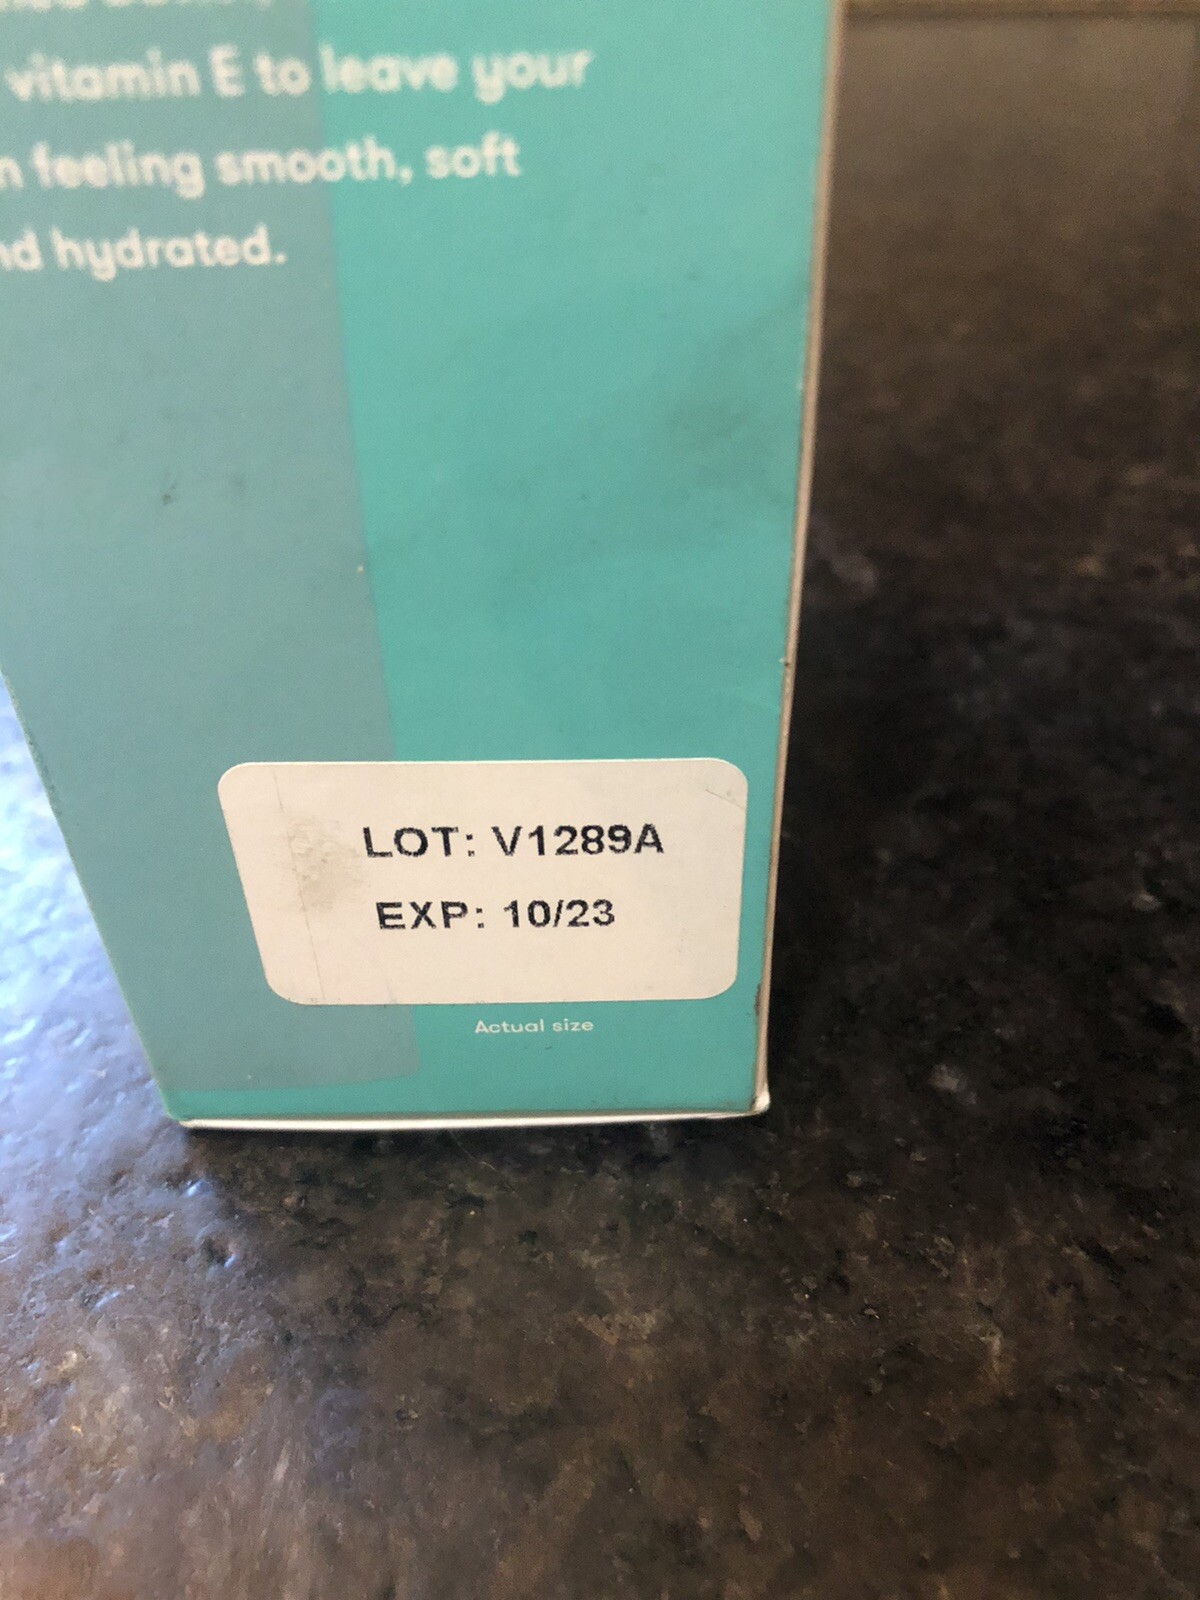 vitamin E to leave your
feeling smooth, soft
hydrated.
LOT: V1289A
EXP: 10/23
Actual size